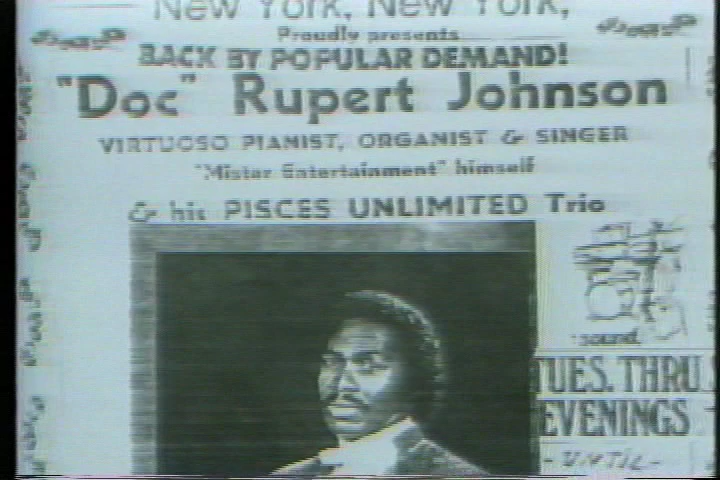 New York, New York,
Proudly presents
BACK BY POPULAR DEMAND!
"Doc" Rupert Johnson
VIRTUOSO PIANIST, ORGANIST & SINGER
"Mister Entertainment" himself
& his PISCES UNLIMITED Trio
sound
TUES. THRU
EVENINGS
- UNTIL -